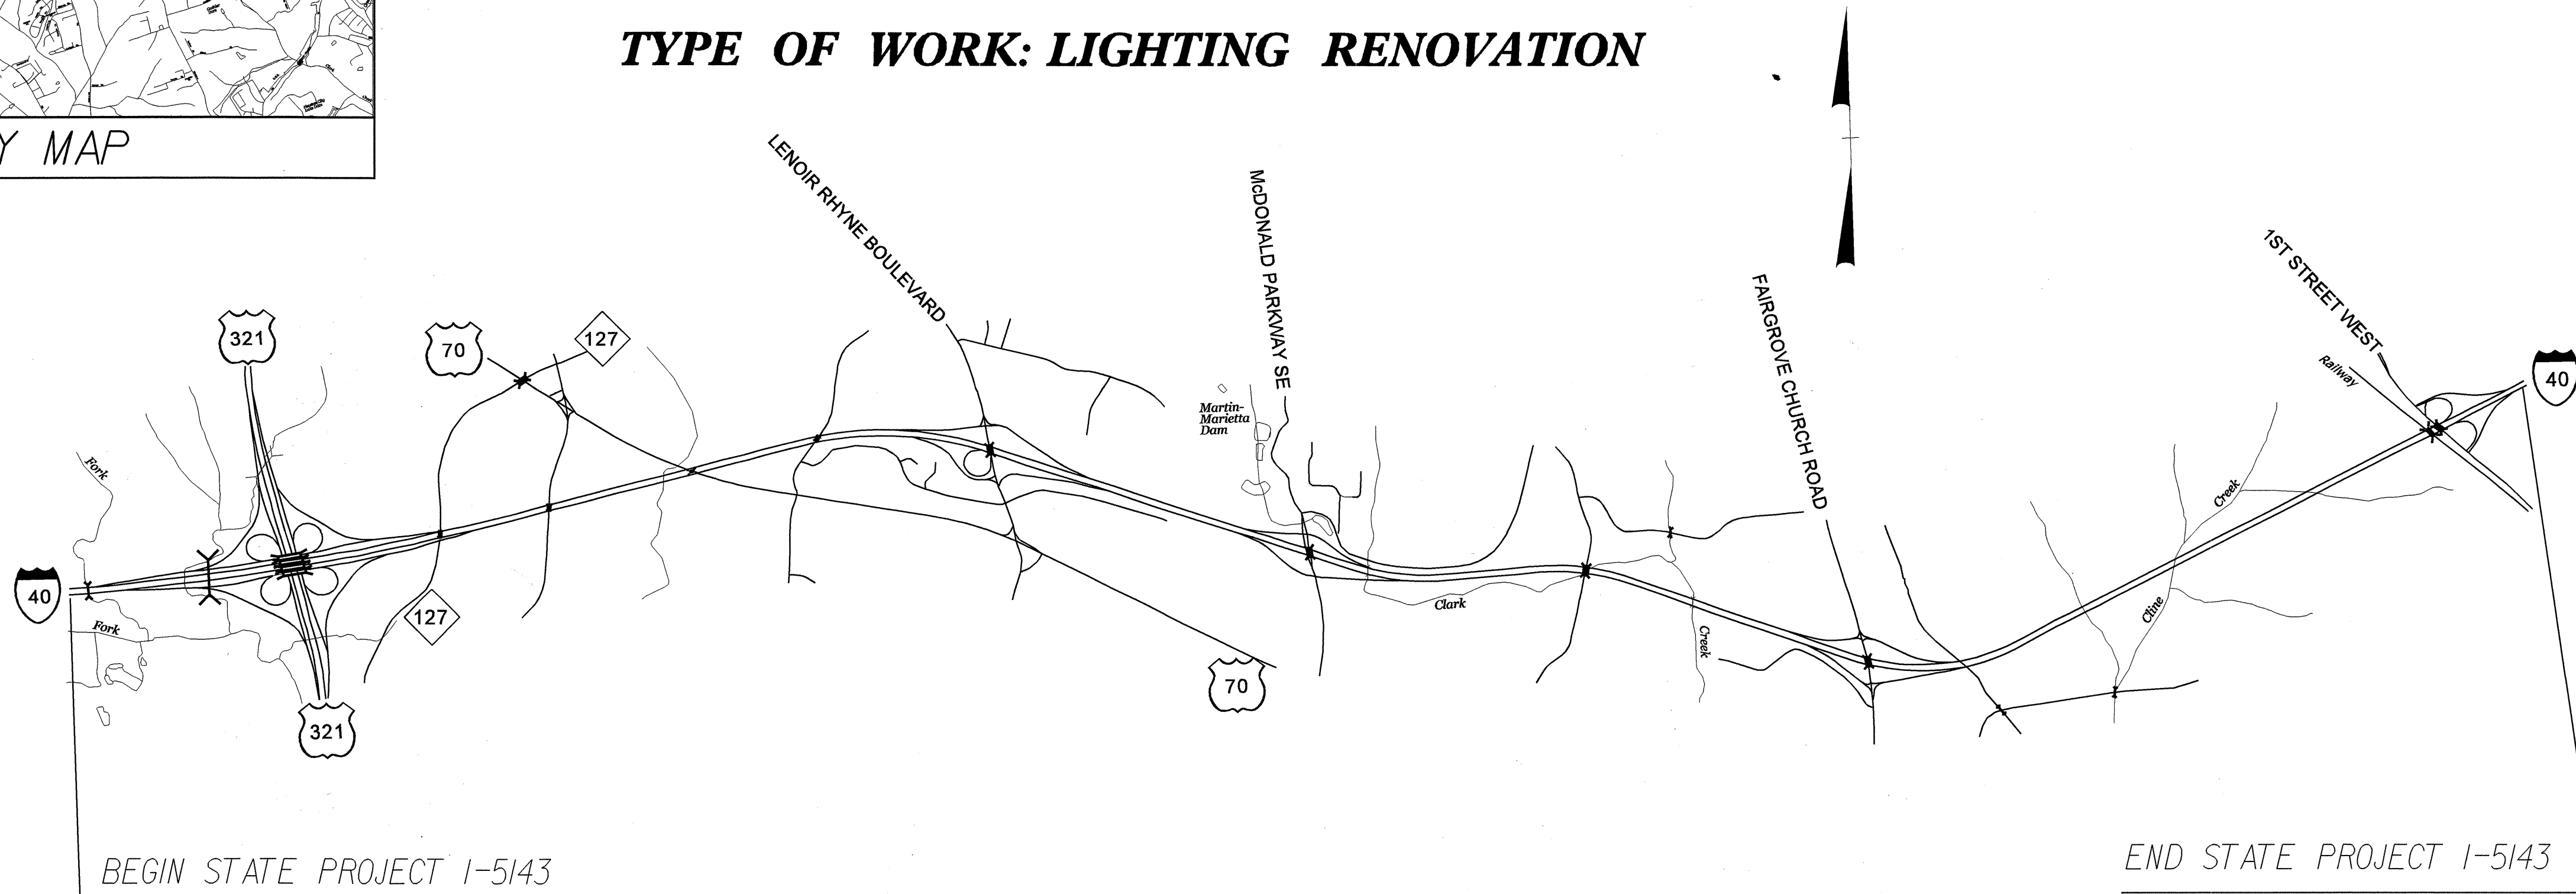 TYPE OF WORK: LIGHTING RENOVATION
Y MAP
LENOIR RHYNE BOULEVARD
McDONALD PARKWAY SE
FAIRGROVE CHURCH ROAD
1ST STREET WEST
Railway
321
70
127
40
Martin-
Marietta
Dam
Fork
Creek
40
Fork
127
Clark
Creek
Cline
70
321
BEGIN STATE PROJECT I-5143
END STATE PROJECT I-5143